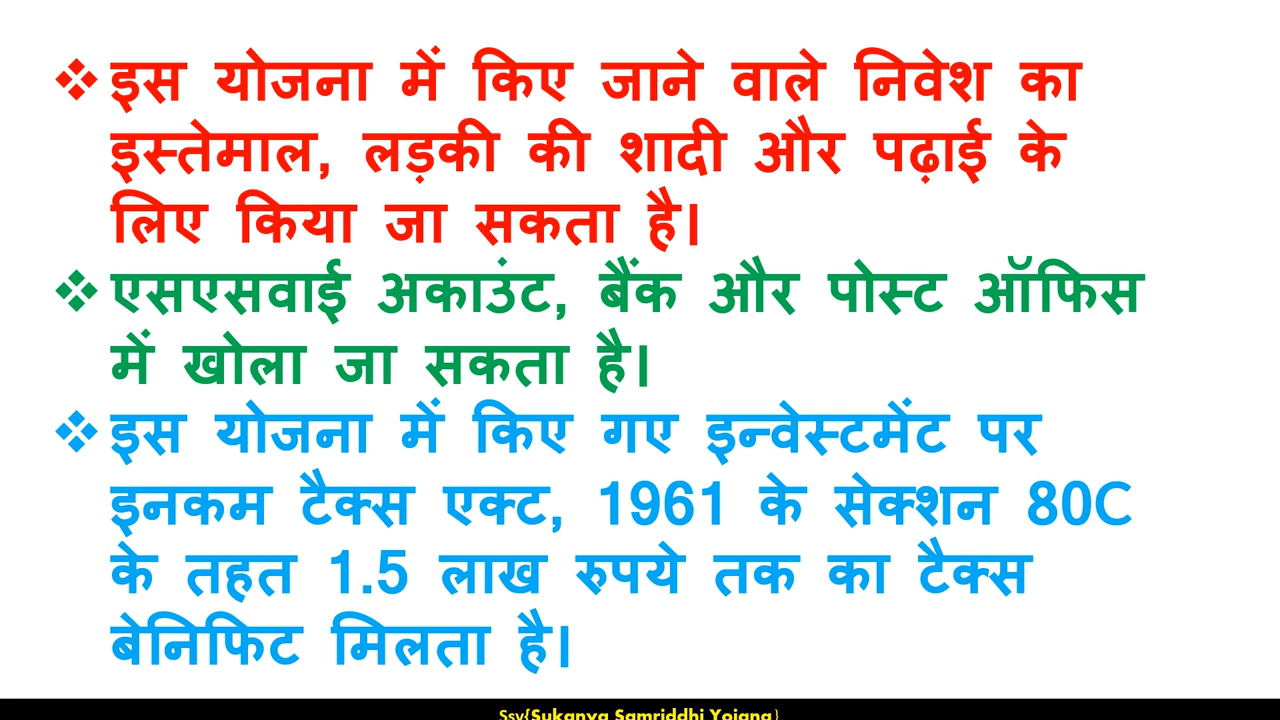 ❖ इस योजना में किए जाने वाले निवेश का
इस्तेमाल, लड़की की शादी और पढ़ाई के
लिए किया जा सकता है।
❖ एसएसवाई अकाउंट, बैंक और पोस्ट ऑफिस
में खोला जा सकता है।
❖ इस योजना में किए गए इन्वेस्टमेंट पर
इनकम टैक्स एक्ट, 1961 के सेक्शन 80C
के तहत 1.5 लाख रुपये तक का टैक्स
बेनिफिट मिलता है।
Ssy{Sukanya Samriddhi Yojana}